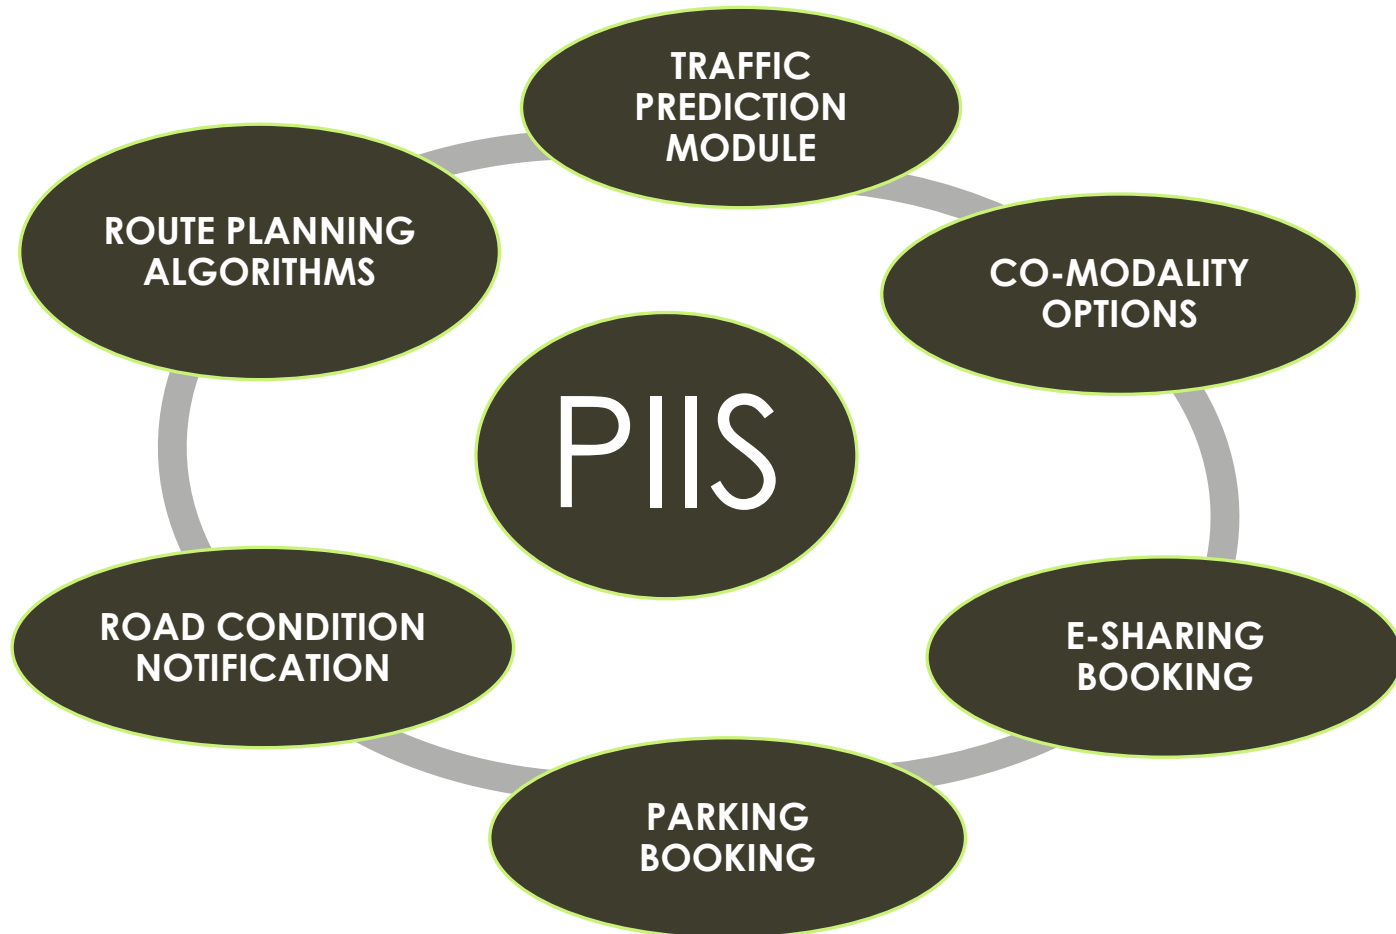 TRAFFIC
PREDICTION
MODULE
ROUTE PLANNING
ALGORITHMS
CO-MODALITY
OPTIONS
PIIS
ROAD CONDITION
NOTIFICATION
E-SHARING
BOOKING
PARKING
BOOKING